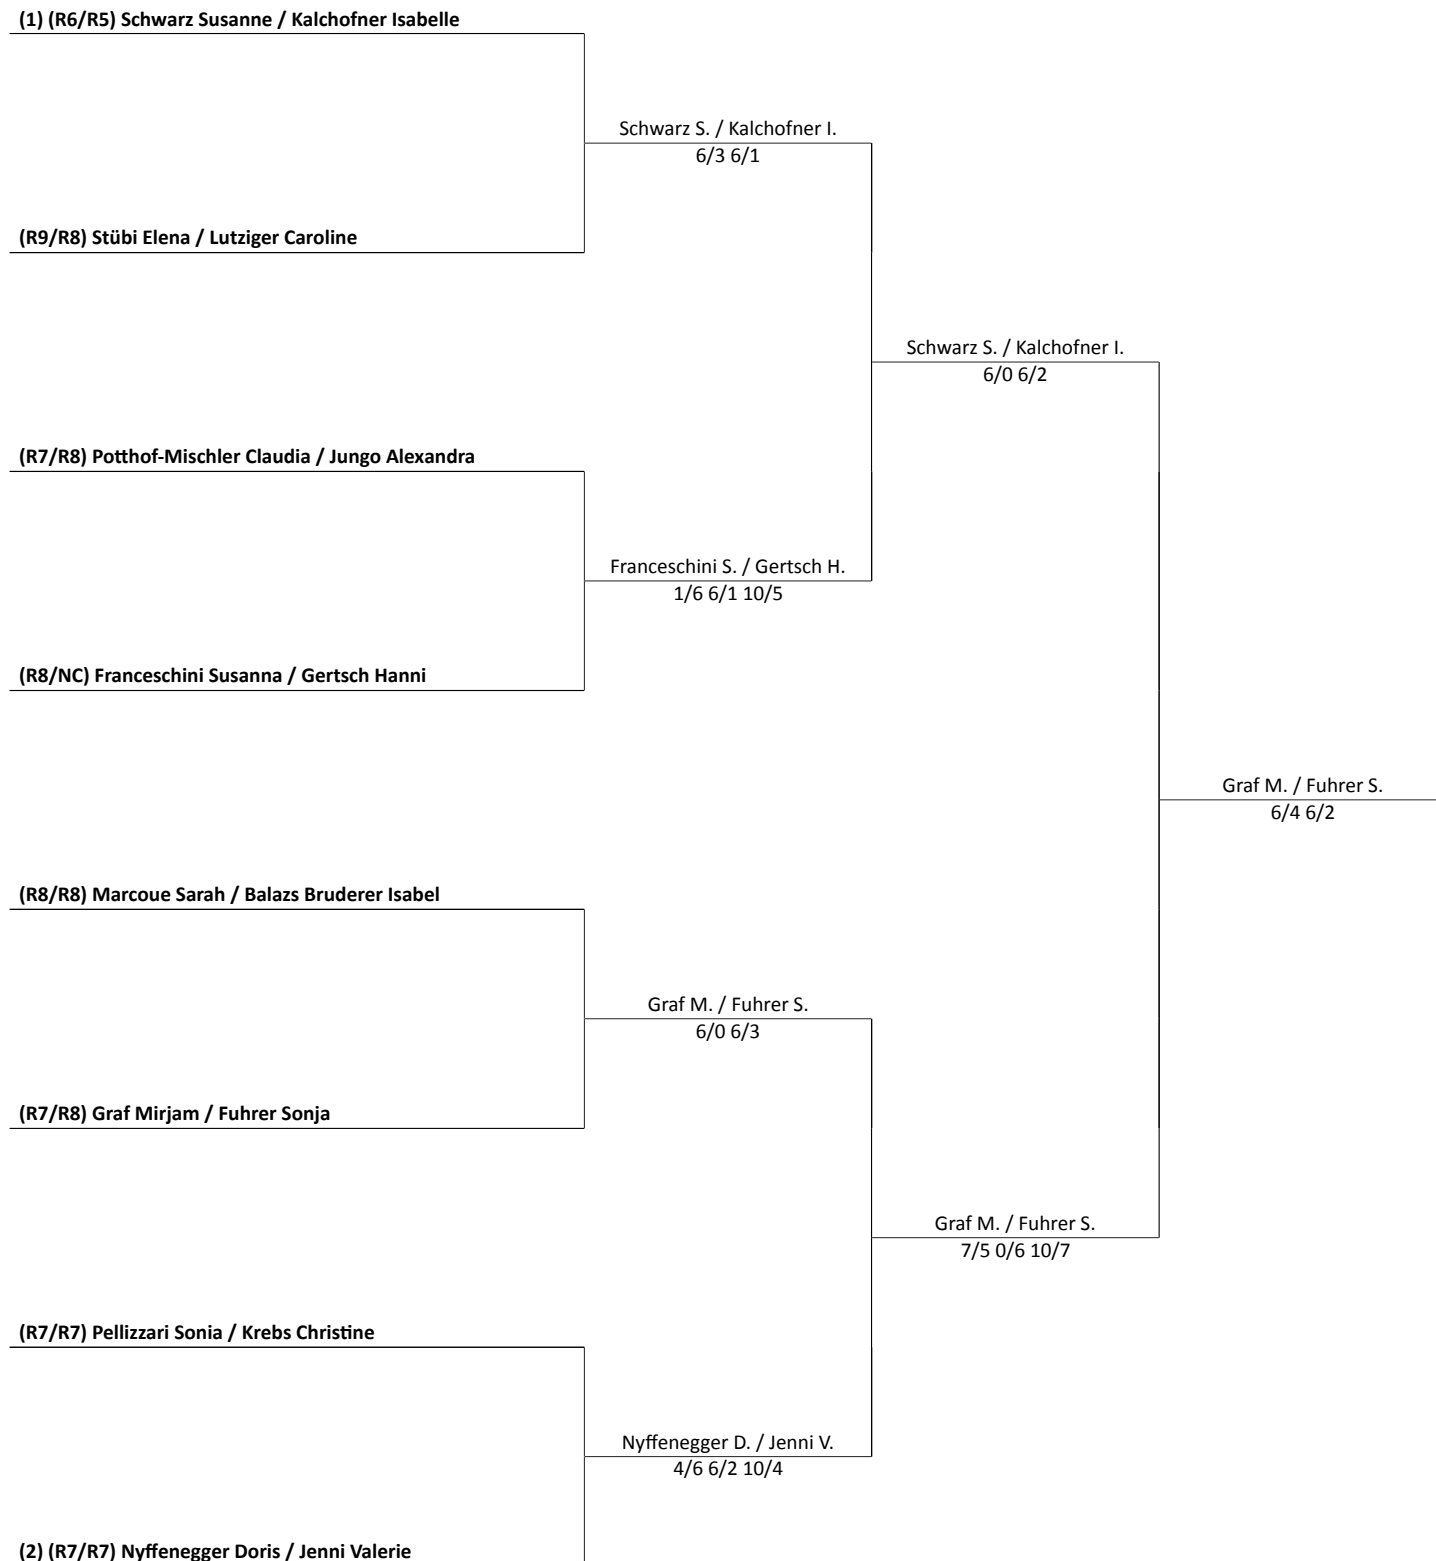 (1) (R6/R5) Schwarz Susanne / Kalchofner Isabelle
Schwarz S. / Kalchofner I.
6/3 6/1
(R9/R8) Stübi Elena / Lutziger Caroline
Schwarz S. / Kalchofner I.
6/0 6/2
(R7/R8) Potthof-Mischler Claudia / Jungo Alexandra
Franceschini S. / Gertsch H.
1/6 6/1 10/5
(R8/NC) Franceschini Susanna / Gertsch Hanni
Graf M. / Fuhrer S.
6/4 6/2
(R8/R8) Marcoue Sarah / Balazs Bruderer Isabel
Graf M. / Fuhrer S.
6/0 6/3
(R7/R8) Graf Mirjam / Fuhrer Sonja
Graf M. / Fuhrer S.
7/5 0/6 10/7
(R7/R7) Pellizzari Sonia / Krebs Christine
Nyffenegger D. / Jenni V.
4/6 6/2 10/4
(2) (R7/R7) Nyffenegger Doris / Jenni Valerie